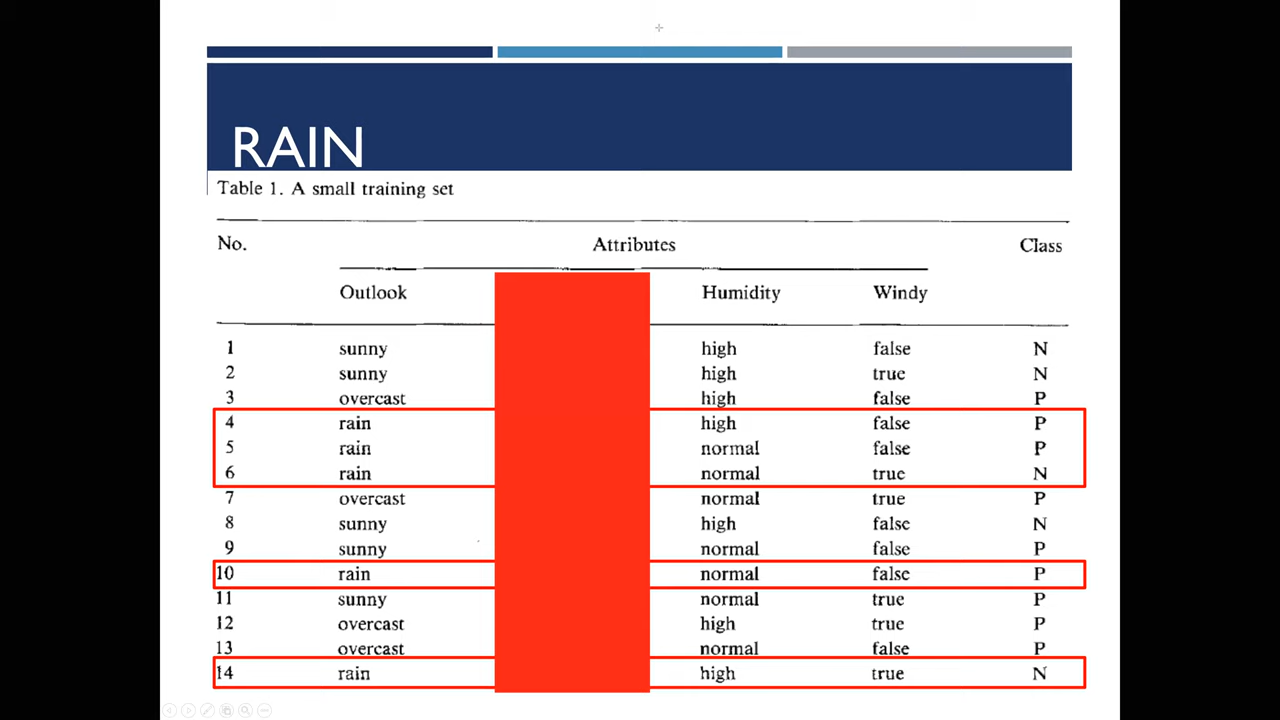 RAIN
Table 1. A small training set
No. Attributes Class
Outlook Humidity Windy
1 sunny high false N
2 sunny high true N
3 overcast high false P
4 rain high false P
5 rain normal false P
6 rain normal true N
7 overcast normal true P
8 sunny high false N
9 sunny normal false P
10 rain normal false P
11 sunny normal true P
12 overcast high true P
13 overcast normal false P
14 rain high true N